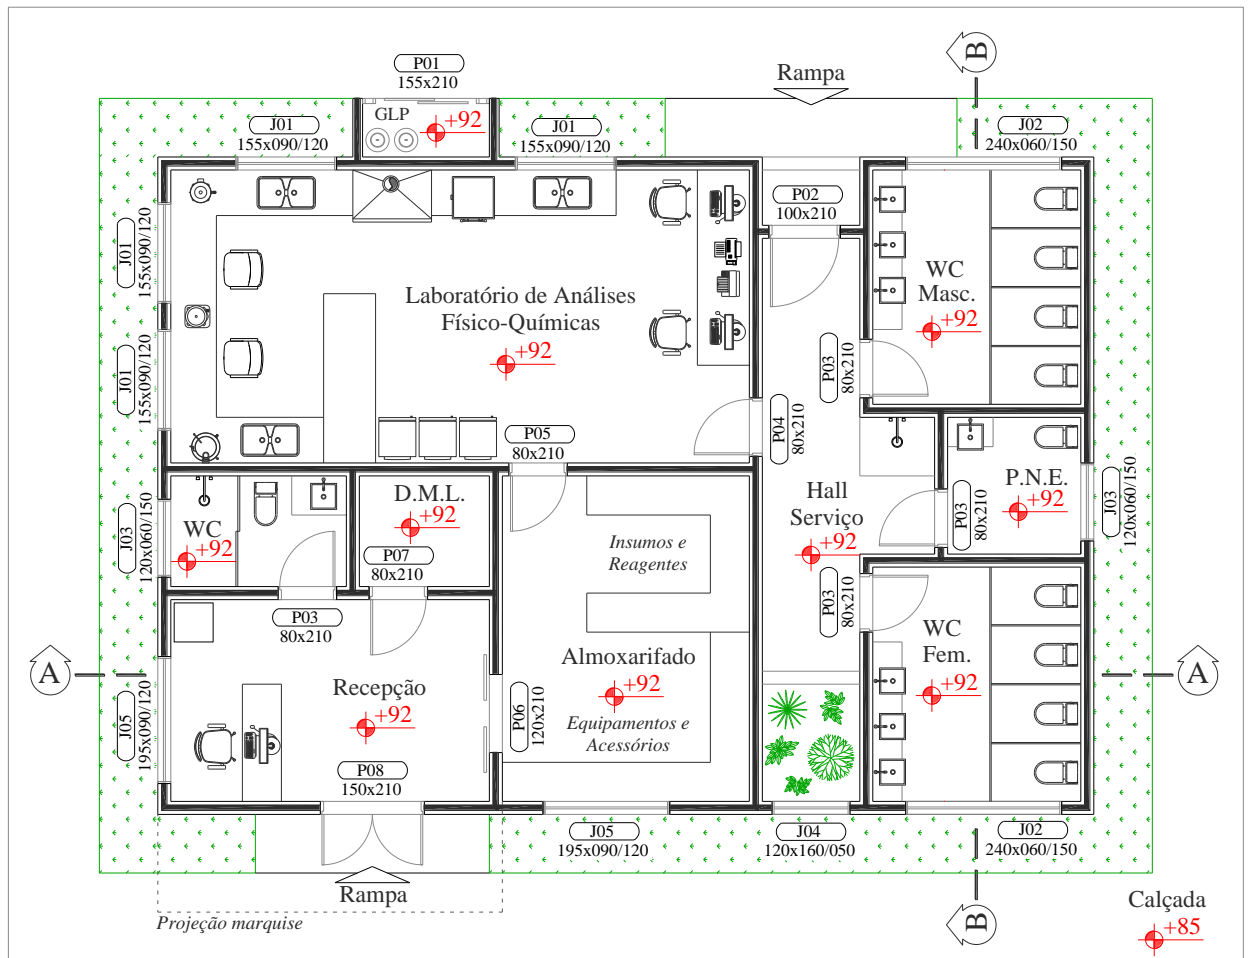 P01
155x210
B
Rampa
GLP
+92
J01
155x090/120
J01
155x090/120
J02
240x060/150
P02
100x210
J01
155x090/120
WC
Masc.
+92
Laboratório de Análises
Físico-Químicas
+92
J01
155x090/120
P03
80x210
P04
80x210
P05
80x210
J03
120x060/150
WC
+92
D.M.L.
+92
P07
80x210
Insumos e
Reagentes
Hall
Serviço
+92
P03
80x210
P.N.E.
+92
J03
120x060/150
P03
80x210
P03
80x210
WC
Fem.
+92
A
A
Recepção
+92
Almoxarifado
+92
Equipamentos e
Acessórios
J05
195x090/120
P06
120x210
P08
150x210
J05
195x090/120
J04
120x160/050
J02
240x060/150
Rampa
Projeção marquise
B
Calçada
+85